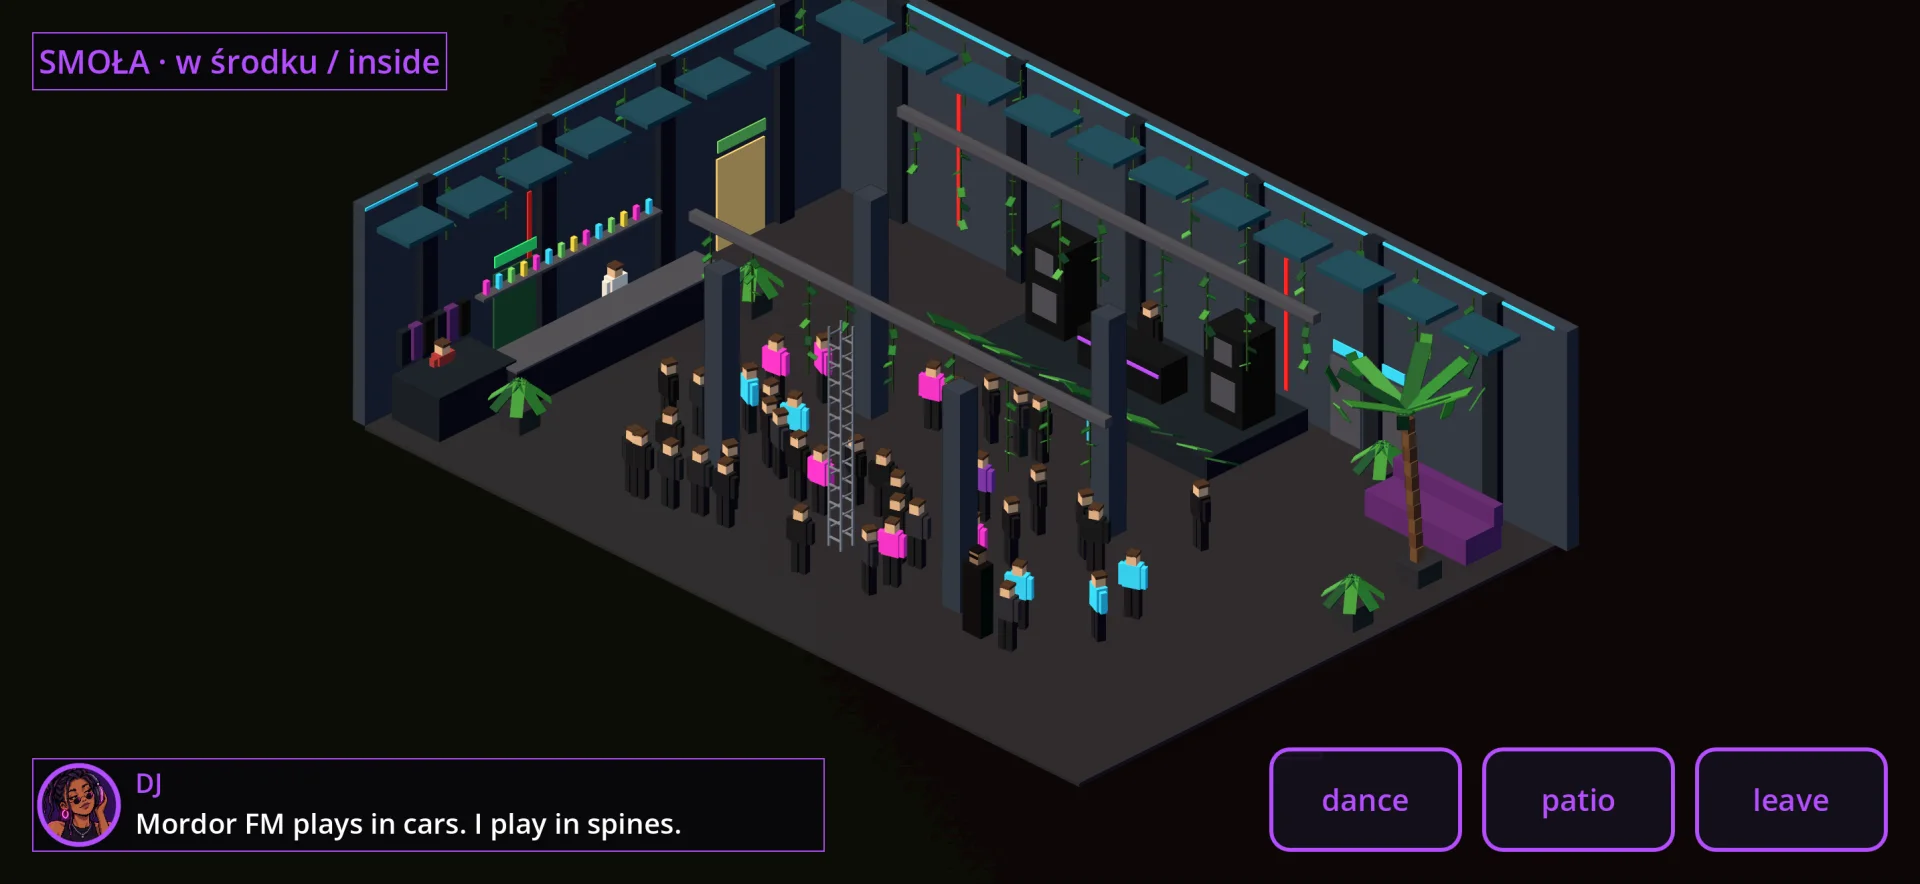 SMOŁA · w środku / inside
DJ
Mordor FM plays in cars. I play in spines.
dance
patio
leave